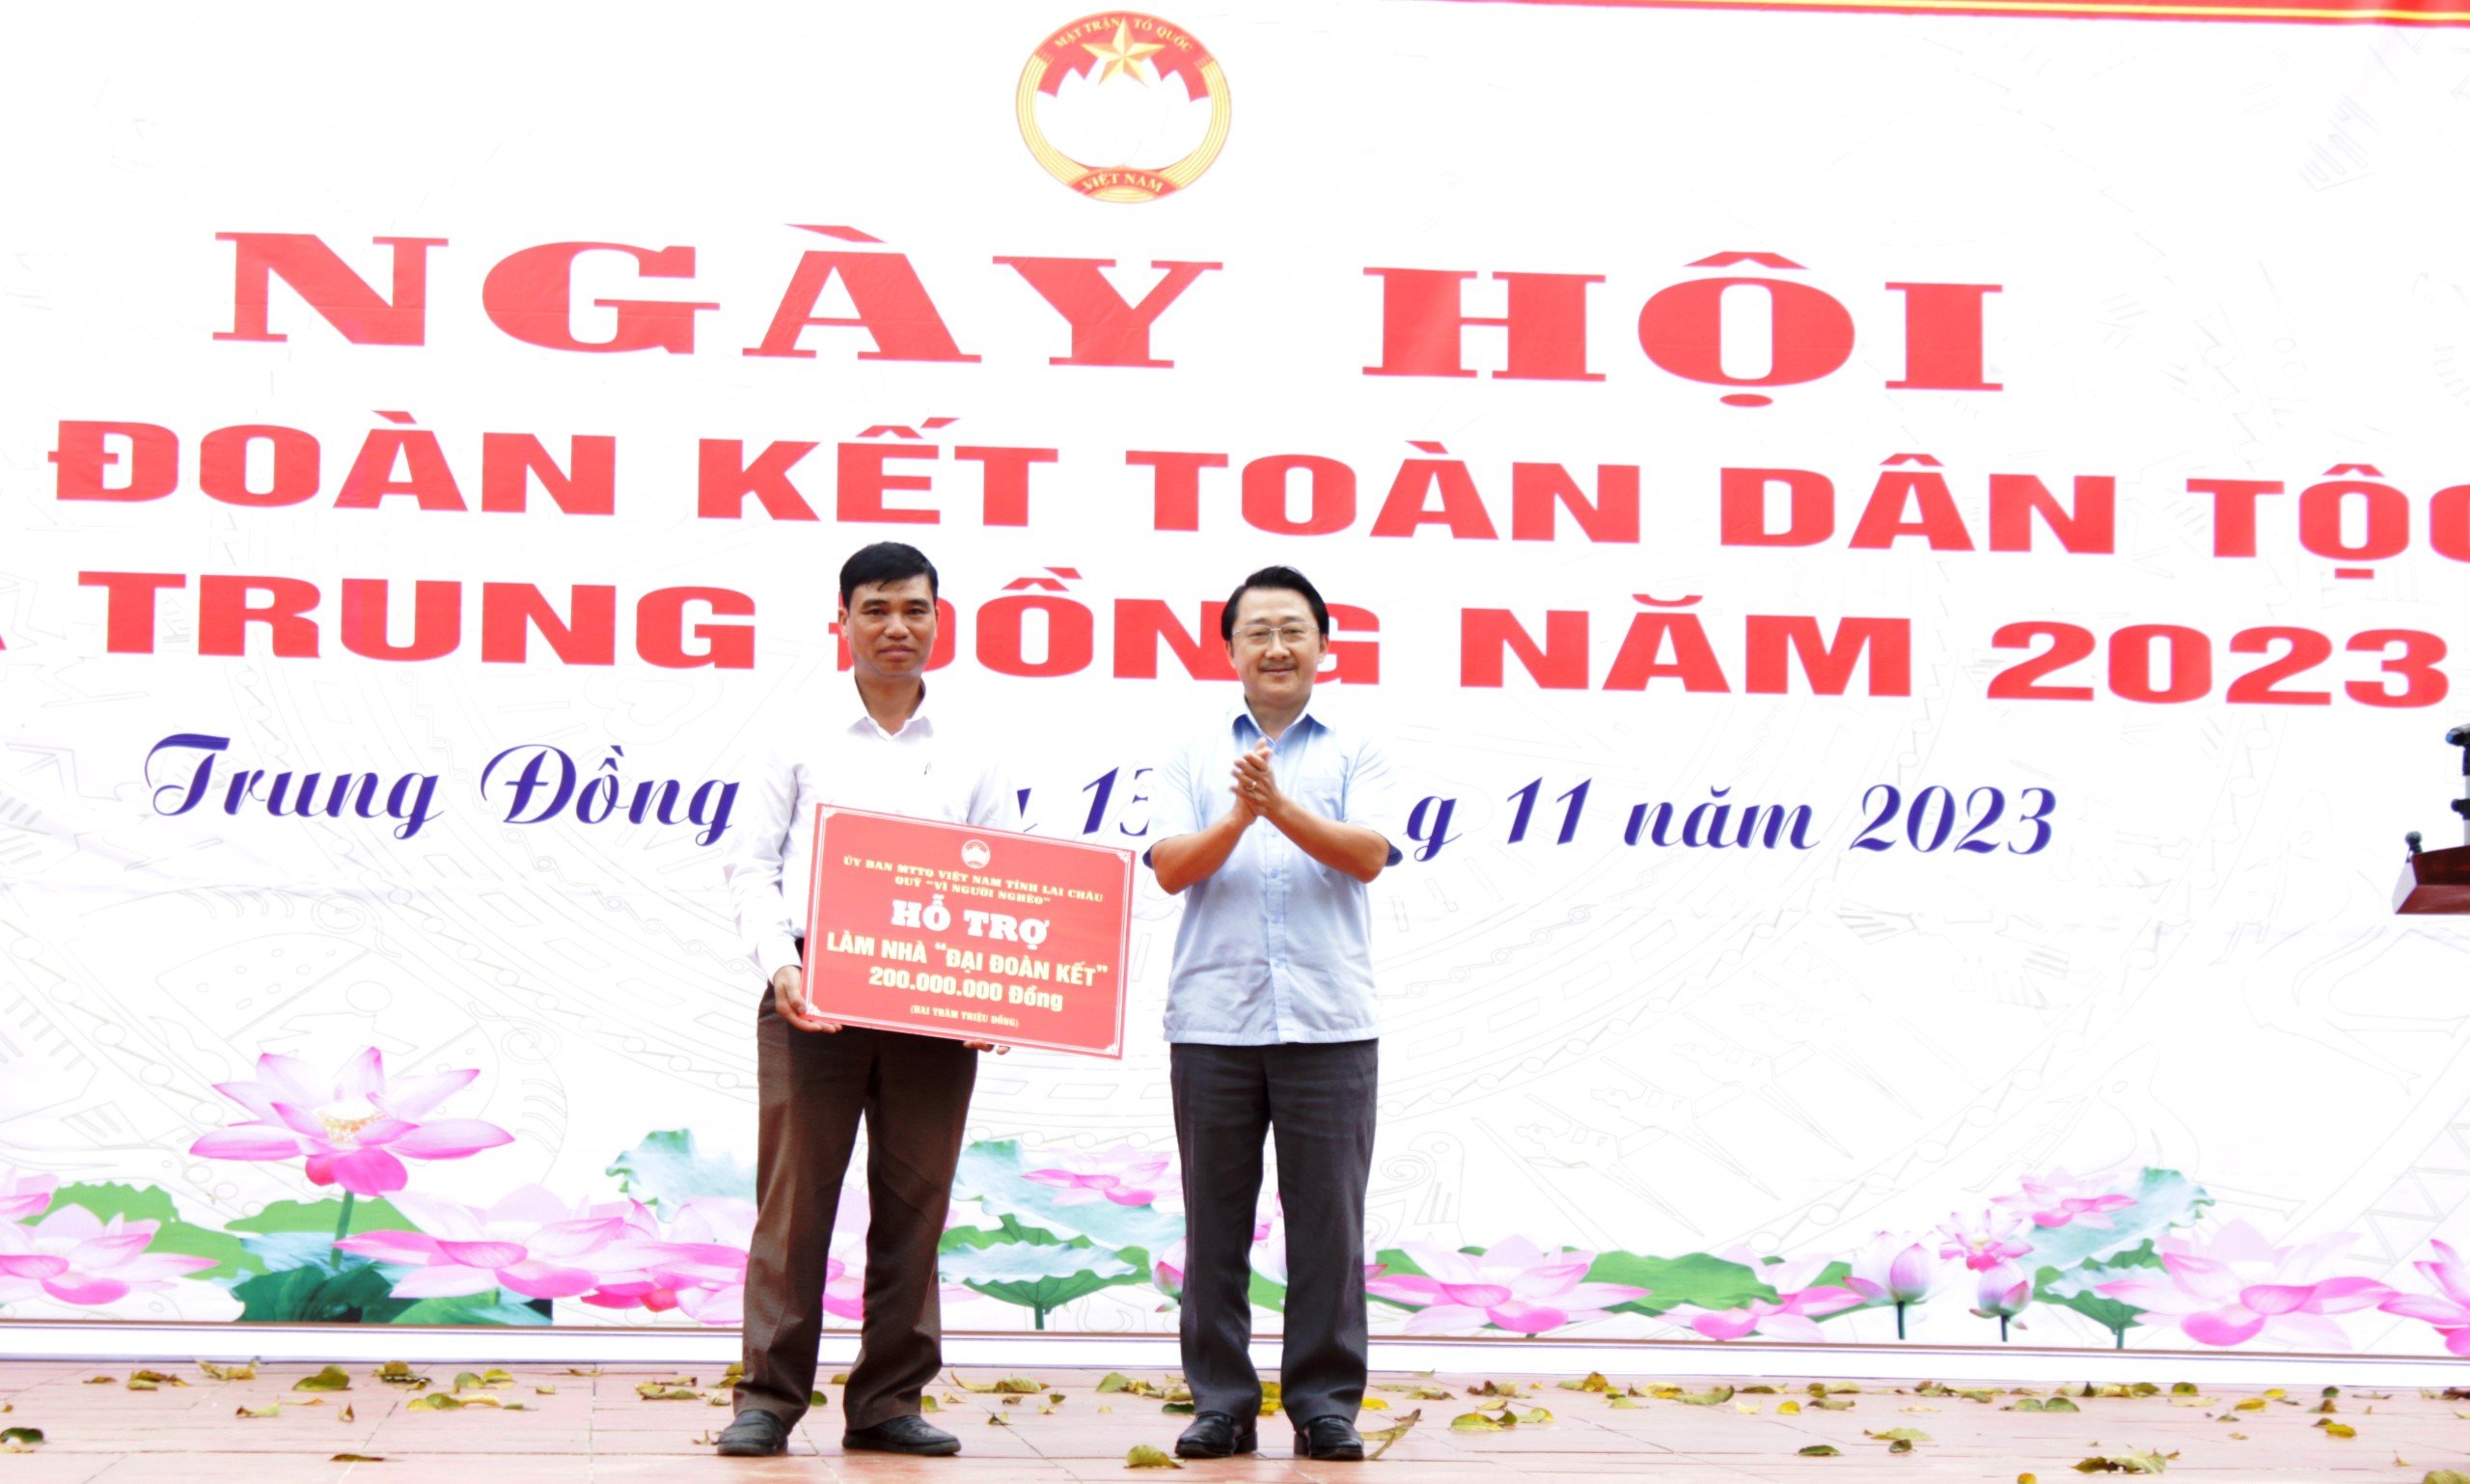 MẶT TRẬN TỔ QUỐC
VIỆT NAM
NGÀY HỘI
ĐOÀN KẾT TOÀN DÂN TỘC
TRUNG ĐỒNG NĂM 2023
Trung Đồng 13 11 năm 2023
ỦY BAN MTTQ VIỆT NAM TỈNH LAI CHÂU
QUỸ "VÌ NGƯỜI NGHÈO"
HỖ TRỢ
LÀM NHÀ "ĐẠI ĐOÀN KẾT"
200.000.000 Đồng
(HAI TRĂM TRIỆU ĐỒNG)